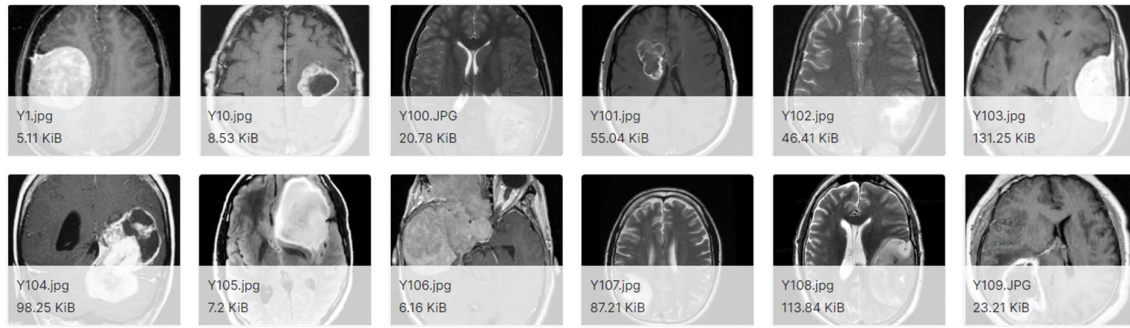 Y1.jpg
5.11 KiB
Y10.jpg
8.53 KiB
Y100.JPG
20.78 KiB
Y101.jpg
55.04 KiB
Y102.jpg
46.41 KiB
Y103.jpg
131.25 KiB
Y104.jpg
98.25 KiB
Y105.jpg
7.2 KiB
Y106.jpg
6.16 KiB
Y107.jpg
87.21 KiB
Y108.jpg
113.84 KiB
Y109.JPG
23.21 KiB